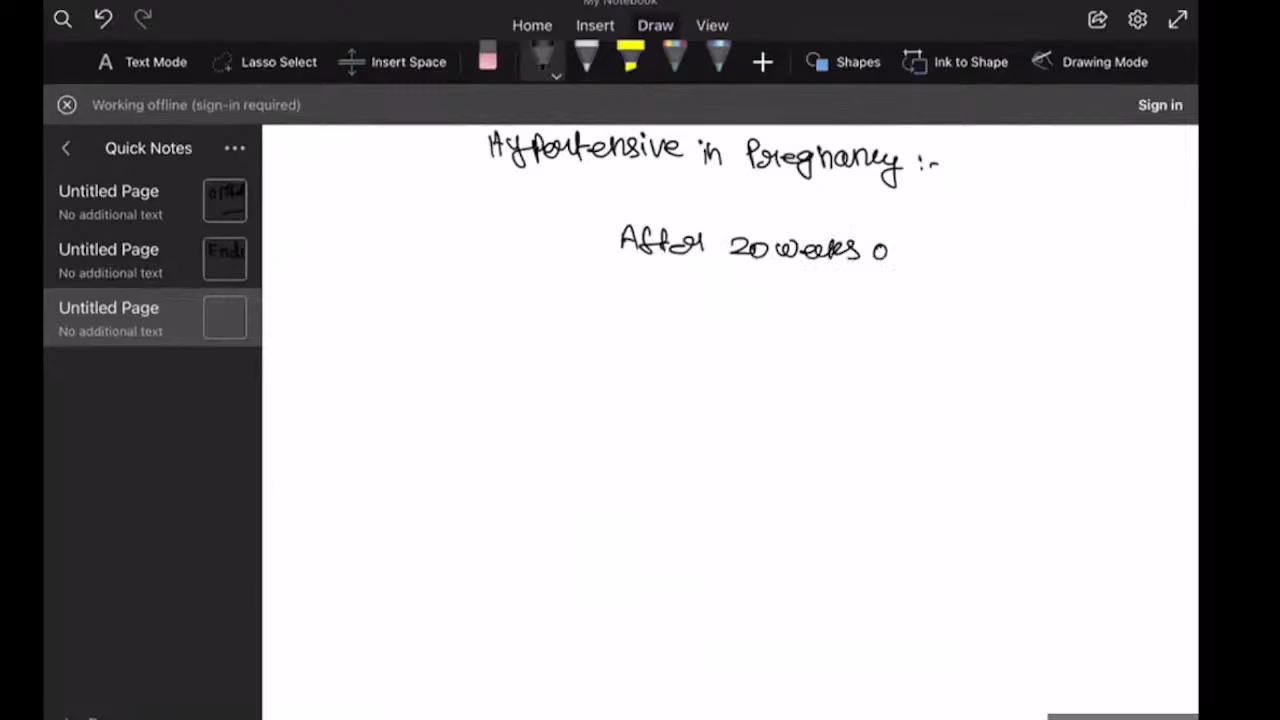 My Notebook
Home Insert Draw View
Text Mode Lasso Select Insert Space Shapes Ink to Shape Drawing Mode
Working offline (sign-in required) Sign in
Quick Notes
Hypertensive in Pregnancy :-
Untitled Page
No additional text
After 20 weeks o
Untitled Page
No additional text
Untitled Page
No additional text